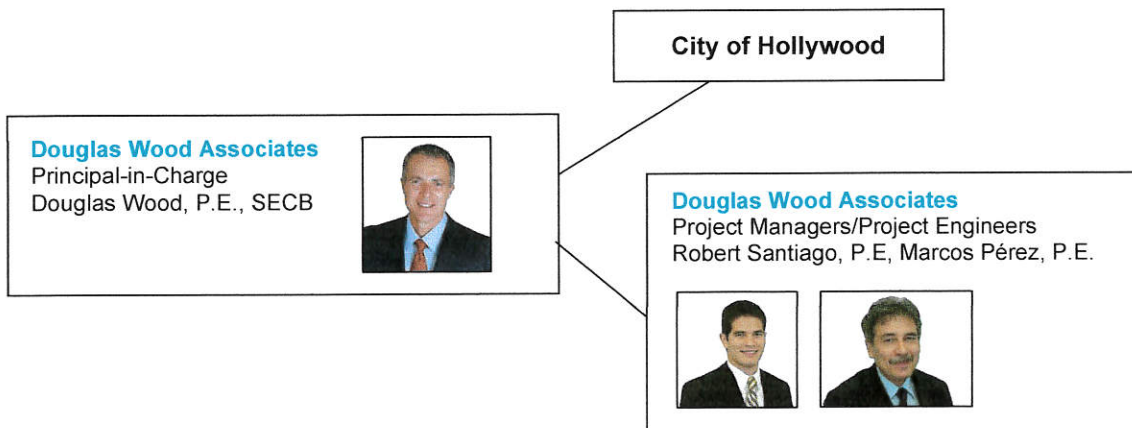 City of Hollywood
Douglas Wood Associates
Principal-in-Charge
Douglas Wood, P.E., SECB
Douglas Wood Associates
Project Managers/Project Engineers
Robert Santiago, P.E, Marcos Pérez, P.E.